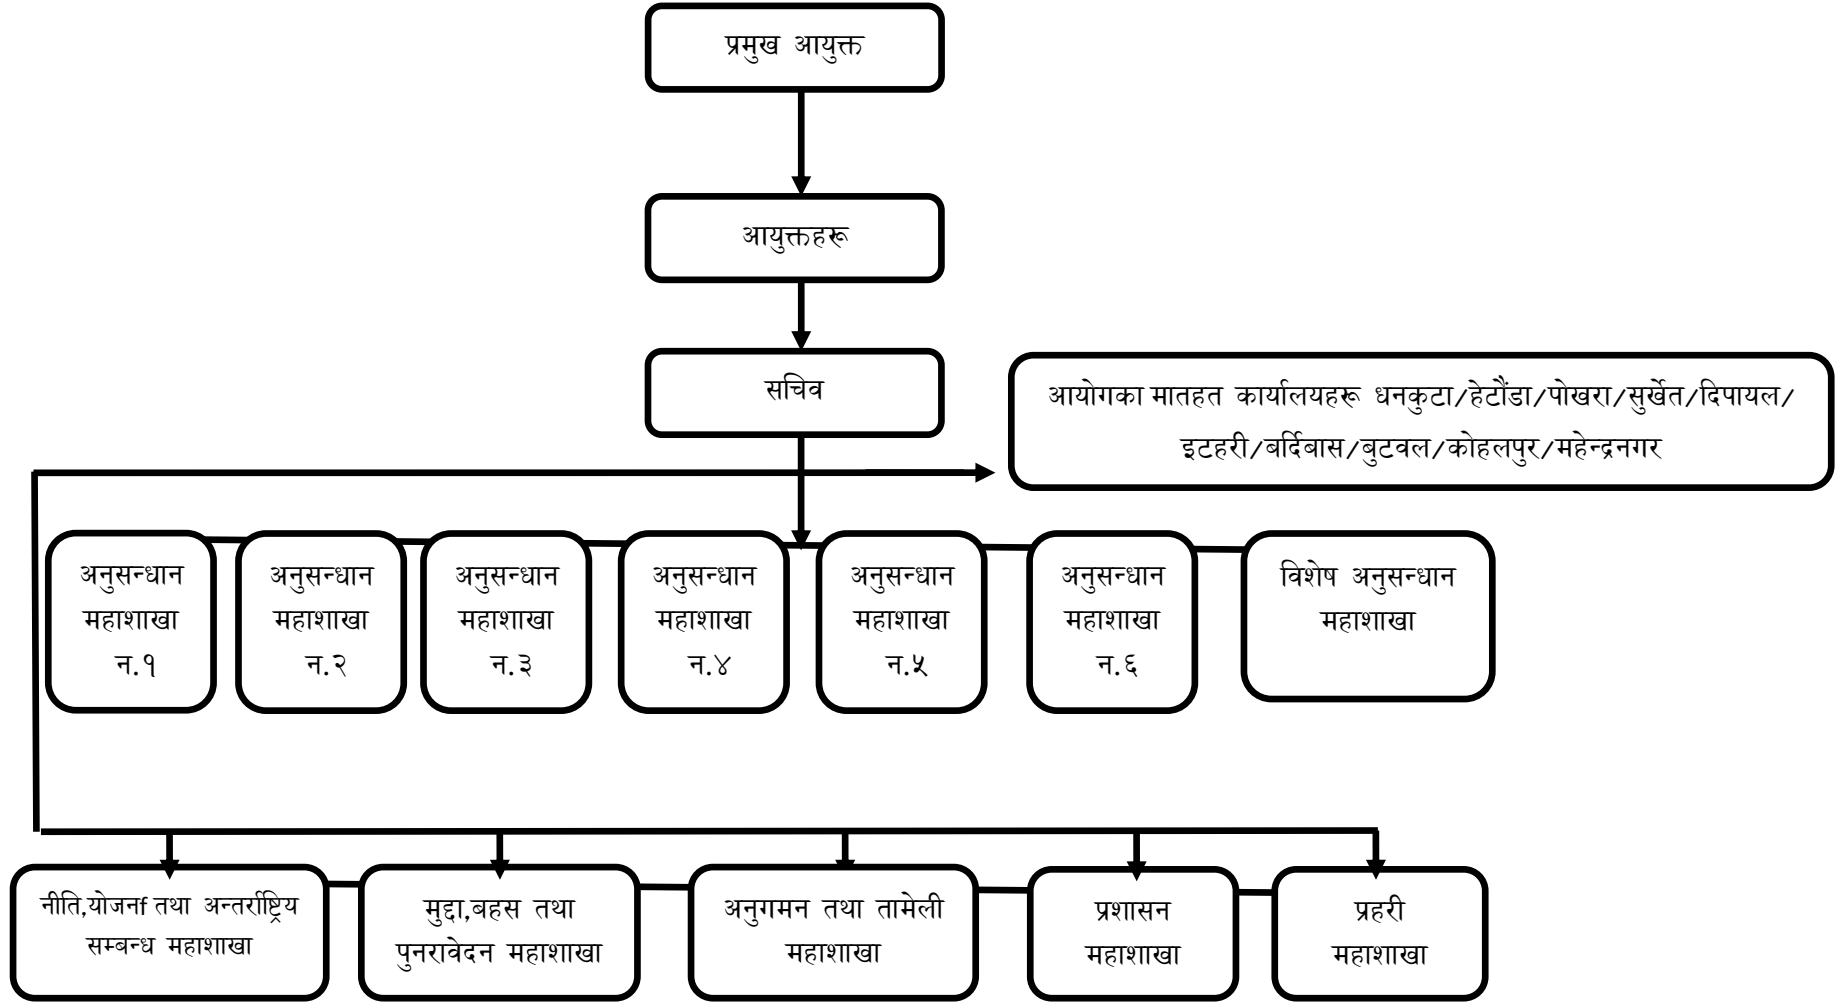 प्रमुख आयुक्त
आयुक्तहरू
सचिव
आयोगका मातहत कार्यालयहरू धनकुटा/हेटौंडा/पोखरा/सुर्खेत/दिपायल/
इटहरी/बर्दिबास/बुटवल/कोहलपुर/महेन्द्रनगर
अनुसन्धान
महाशाखा
न.१
अनुसन्धान
महाशाखा
न.२
अनुसन्धान
महाशाखा
न.३
अनुसन्धान
महाशाखा
न.४
अनुसन्धान
महाशाखा
न.५
अनुसन्धान
महाशाखा
न.६
विशेष अनुसन्धान
महाशाखा
नीति,योजनf तथा अन्तर्राष्ट्रिय
सम्बन्ध महाशाखा
मुद्दा,बहस तथा
पुनरावेदन महाशाखा
अनुगमन तथा तामेली
महाशाखा
प्रशासन
महाशाखा
प्रहरी
महाशाखा